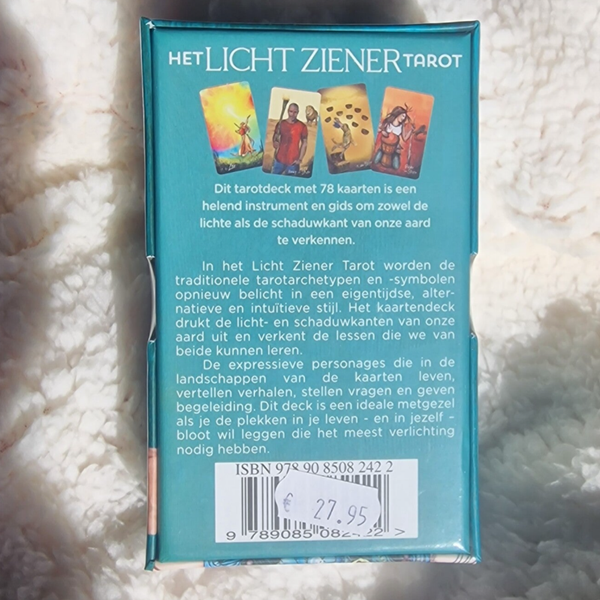 HET LICHT ZIENER TAROT
Dit tarotdeck met 78 kaarten is een
helend instrument en gids om zowel de
lichte als de schaduwkant van onze aard
te verkennen.
In het Licht Ziener Tarot worden de
traditionele tarotarchetypen en -symbolen
opnieuw belicht in een eigentijdse, alter-
natieve en intuïtieve stijl. Het kaartendeck
drukt de licht- en schaduwkanten van onze
aard uit en verkent de lessen die we van
beide kunnen leren.
De expressieve personages die in de
landschappen van de kaarten leven,
vertellen verhalen, stellen vragen en geven
begeleiding. Dit deck is een ideale metgezel
als je de plekken in je leven - en in jezelf -
bloot wil leggen die het meest verlichting
nodig hebben.
ISBN 978 90 8508 242 2
€ 27.95
9 789085 082422 >